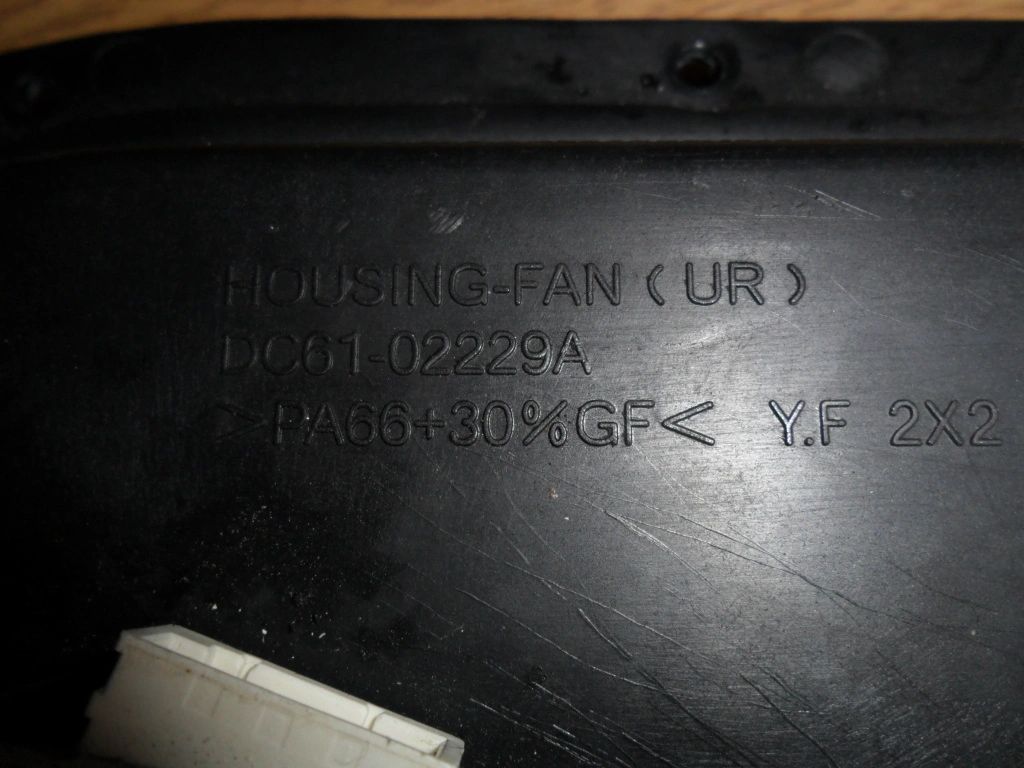 HOUSING-FAN (UR)
DC61-02229A
>PA66+30%GF< Y.F 2X2